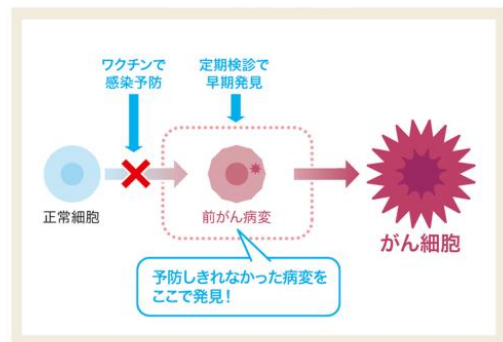 ワクチンで
感染予防
定期検診で
早期発見
正常細胞
前がん病変
がん細胞
予防しきれなかった病変を
ここで発見！